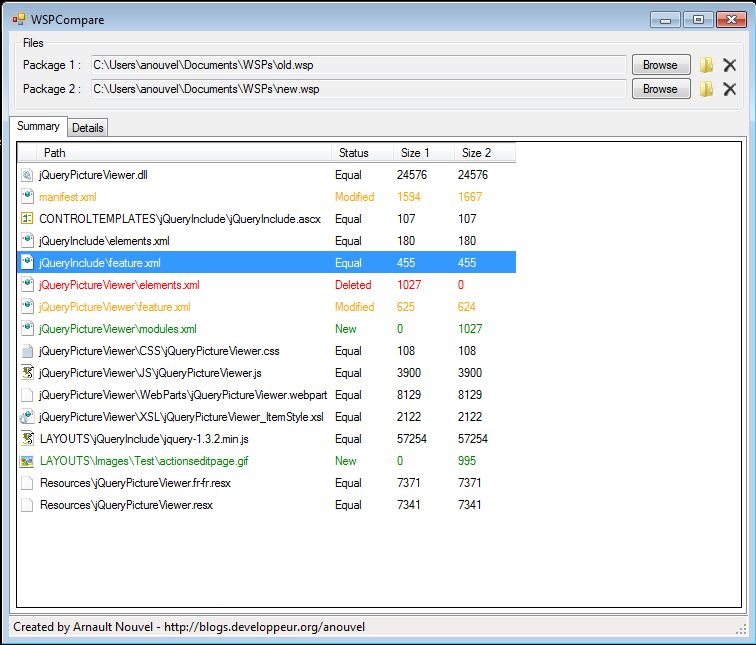 WSPCompare
Files
Package 1 : C:\Users\anouvel\Documents\WSPs\old.wsp Browse
Package 2 : C:\Users\anouvel\Documents\WSPs\new.wsp Browse
Summary Details
Path Status Size 1 Size 2
jQueryPictureViewer.dll Equal 24576 24576
manifest.xml Modified 1594 1667
CONTROLTEMPLATES\jQueryInclude\jQueryInclude.ascx Equal 107 107
jQueryInclude\elements.xml Equal 180 180
jQueryInclude\feature.xml Equal 455 455
jQueryPictureViewer\elements.xml Deleted 1027 0
jQueryPictureViewer\feature.xml Modified 625 624
jQueryPictureViewer\modules.xml New 0 1027
jQueryPictureViewer\CSS\jQueryPictureViewer.css Equal 108 108
jQueryPictureViewer\JS\jQueryPictureViewer.js Equal 3900 3900
jQueryPictureViewer\WebParts\jQueryPictureViewer.webpart Equal 8129 8129
jQueryPictureViewer\XSL\jQueryPictureViewer_ItemStyle.xsl Equal 2122 2122
LAYOUTS\jQueryInclude\jquery-1.3.2.min.js Equal 57254 57254
LAYOUTS\Images\Test\actionseditpage.gif New 0 995
Resources\jQueryPictureViewer.fr-fr.resx Equal 7371 7371
Resources\jQueryPictureViewer.resx Equal 7341 7341
Created by Arnault Nouvel - http://blogs.developpeur.org/anouvel